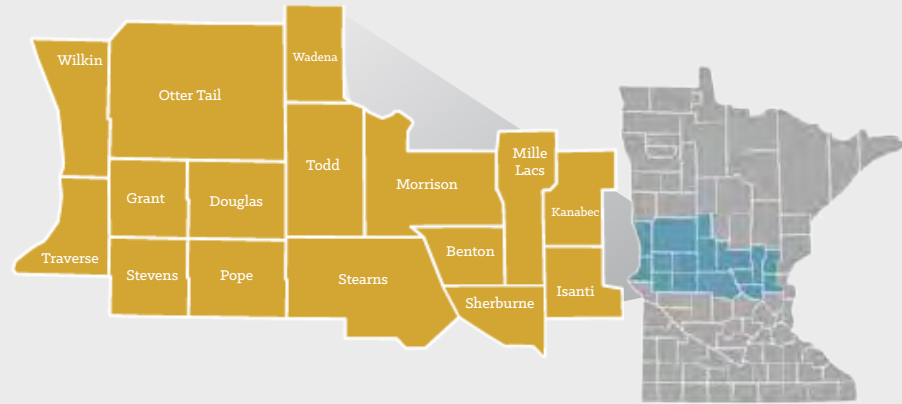 Wadena
Wilkin
Otter Tail
Mille
Lacs
Todd
Morrison
Grant
Douglas
Kanabec
Benton
Traverse
Stevens
Pope
Stearns
Isanti
Sherburne